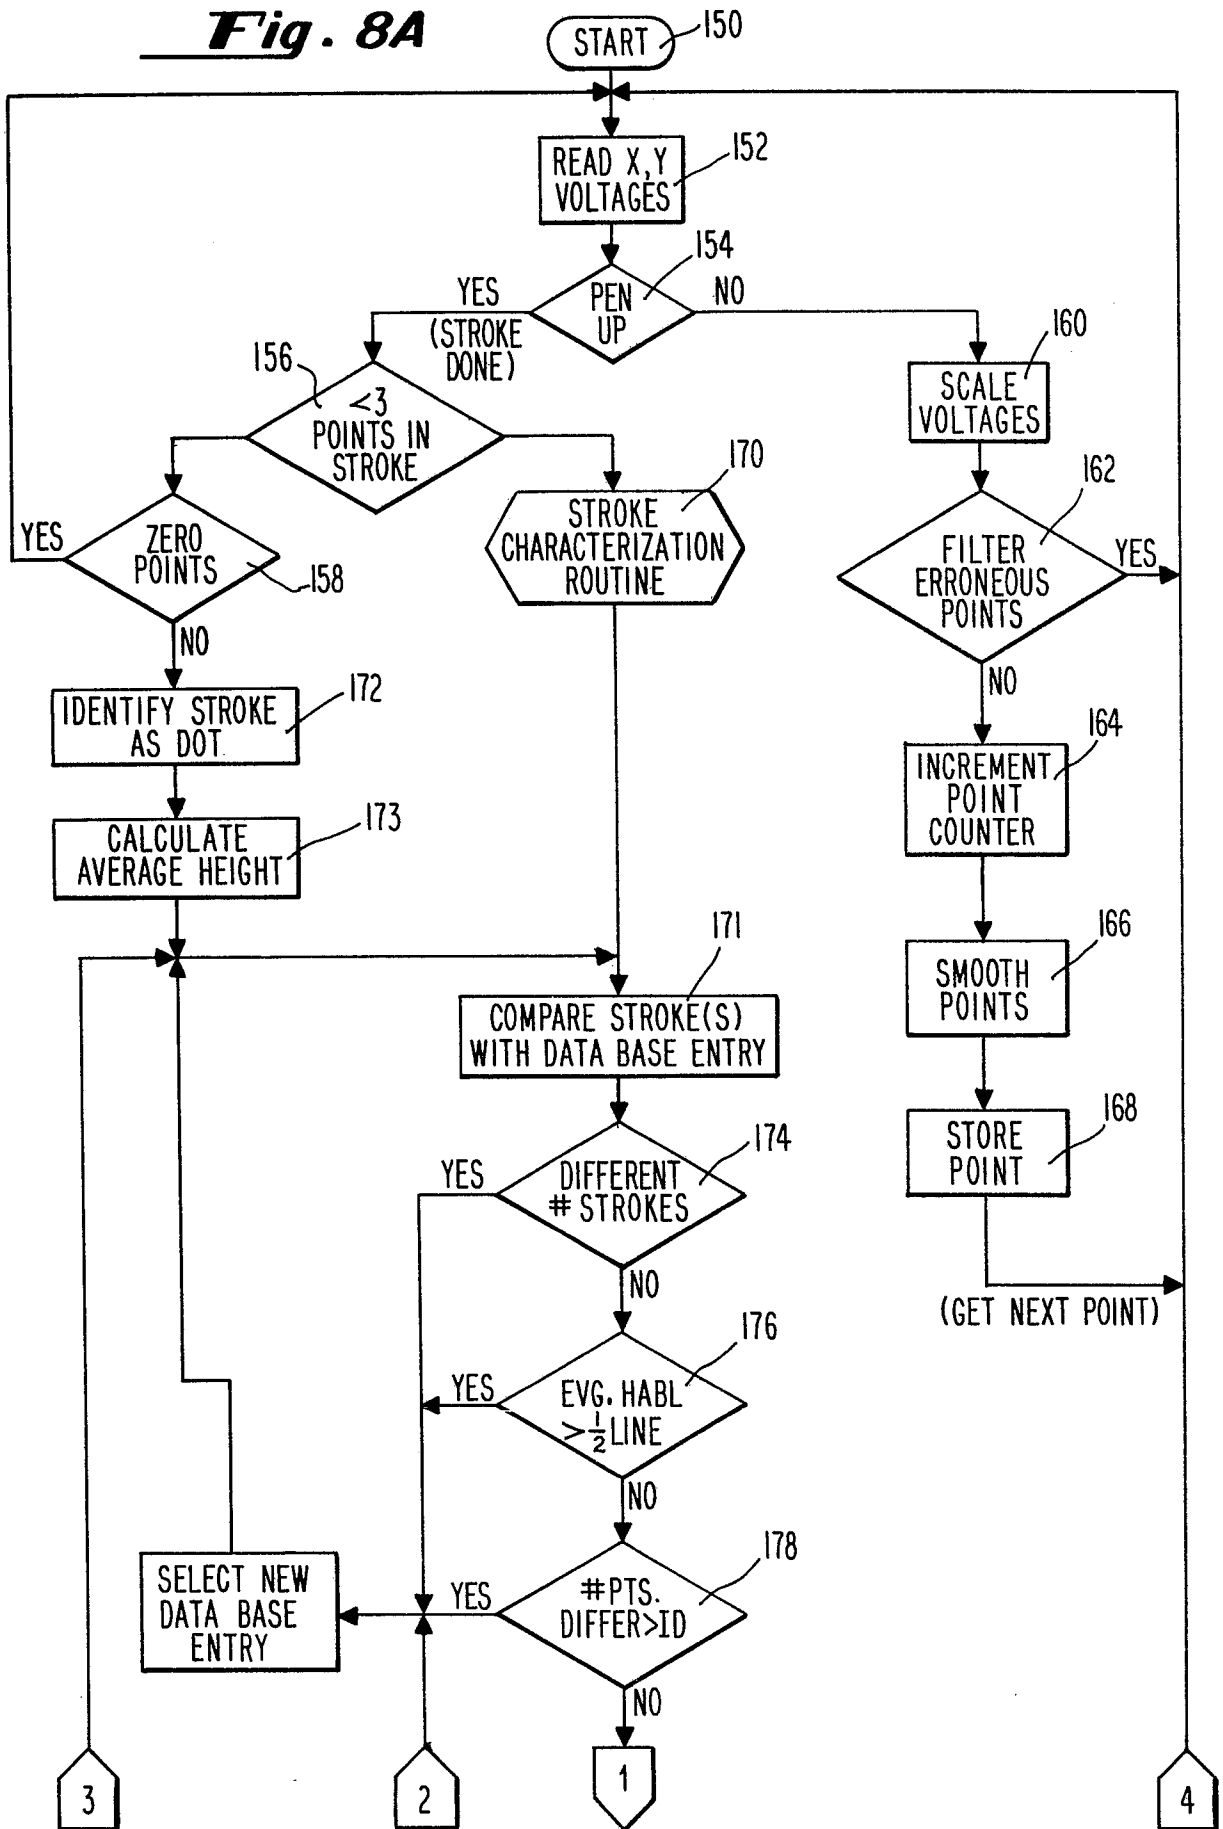 Fig. 8A
START
150
READ X,Y
VOLTAGES
152
PEN
UP
154
YES
(STROKE
DONE)
NO
156
<3
POINTS IN
STROKE
160
SCALE
VOLTAGES
170
STROKE
CHARACTERIZATION
ROUTINE
162
FILTER
ERRONEOUS
POINTS
YES
NO
YES
ZERO
POINTS
158
NO
IDENTIFY STROKE
AS DOT
172
CALCULATE
AVERAGE HEIGHT
173
INCREMENT
POINT
COUNTER
164
SMOOTH
POINTS
166
STORE
POINT
168
(GET NEXT POINT)
171
COMPARE STROKE(S)
WITH DATA BASE ENTRY
174
YES
DIFFERENT
# STROKES
NO
176
YES
EVG. HABL
>1/2 LINE
NO
178
YES
#PTS.
DIFFER>ID
NO
SELECT NEW
DATA BASE
ENTRY
3
2
1
4